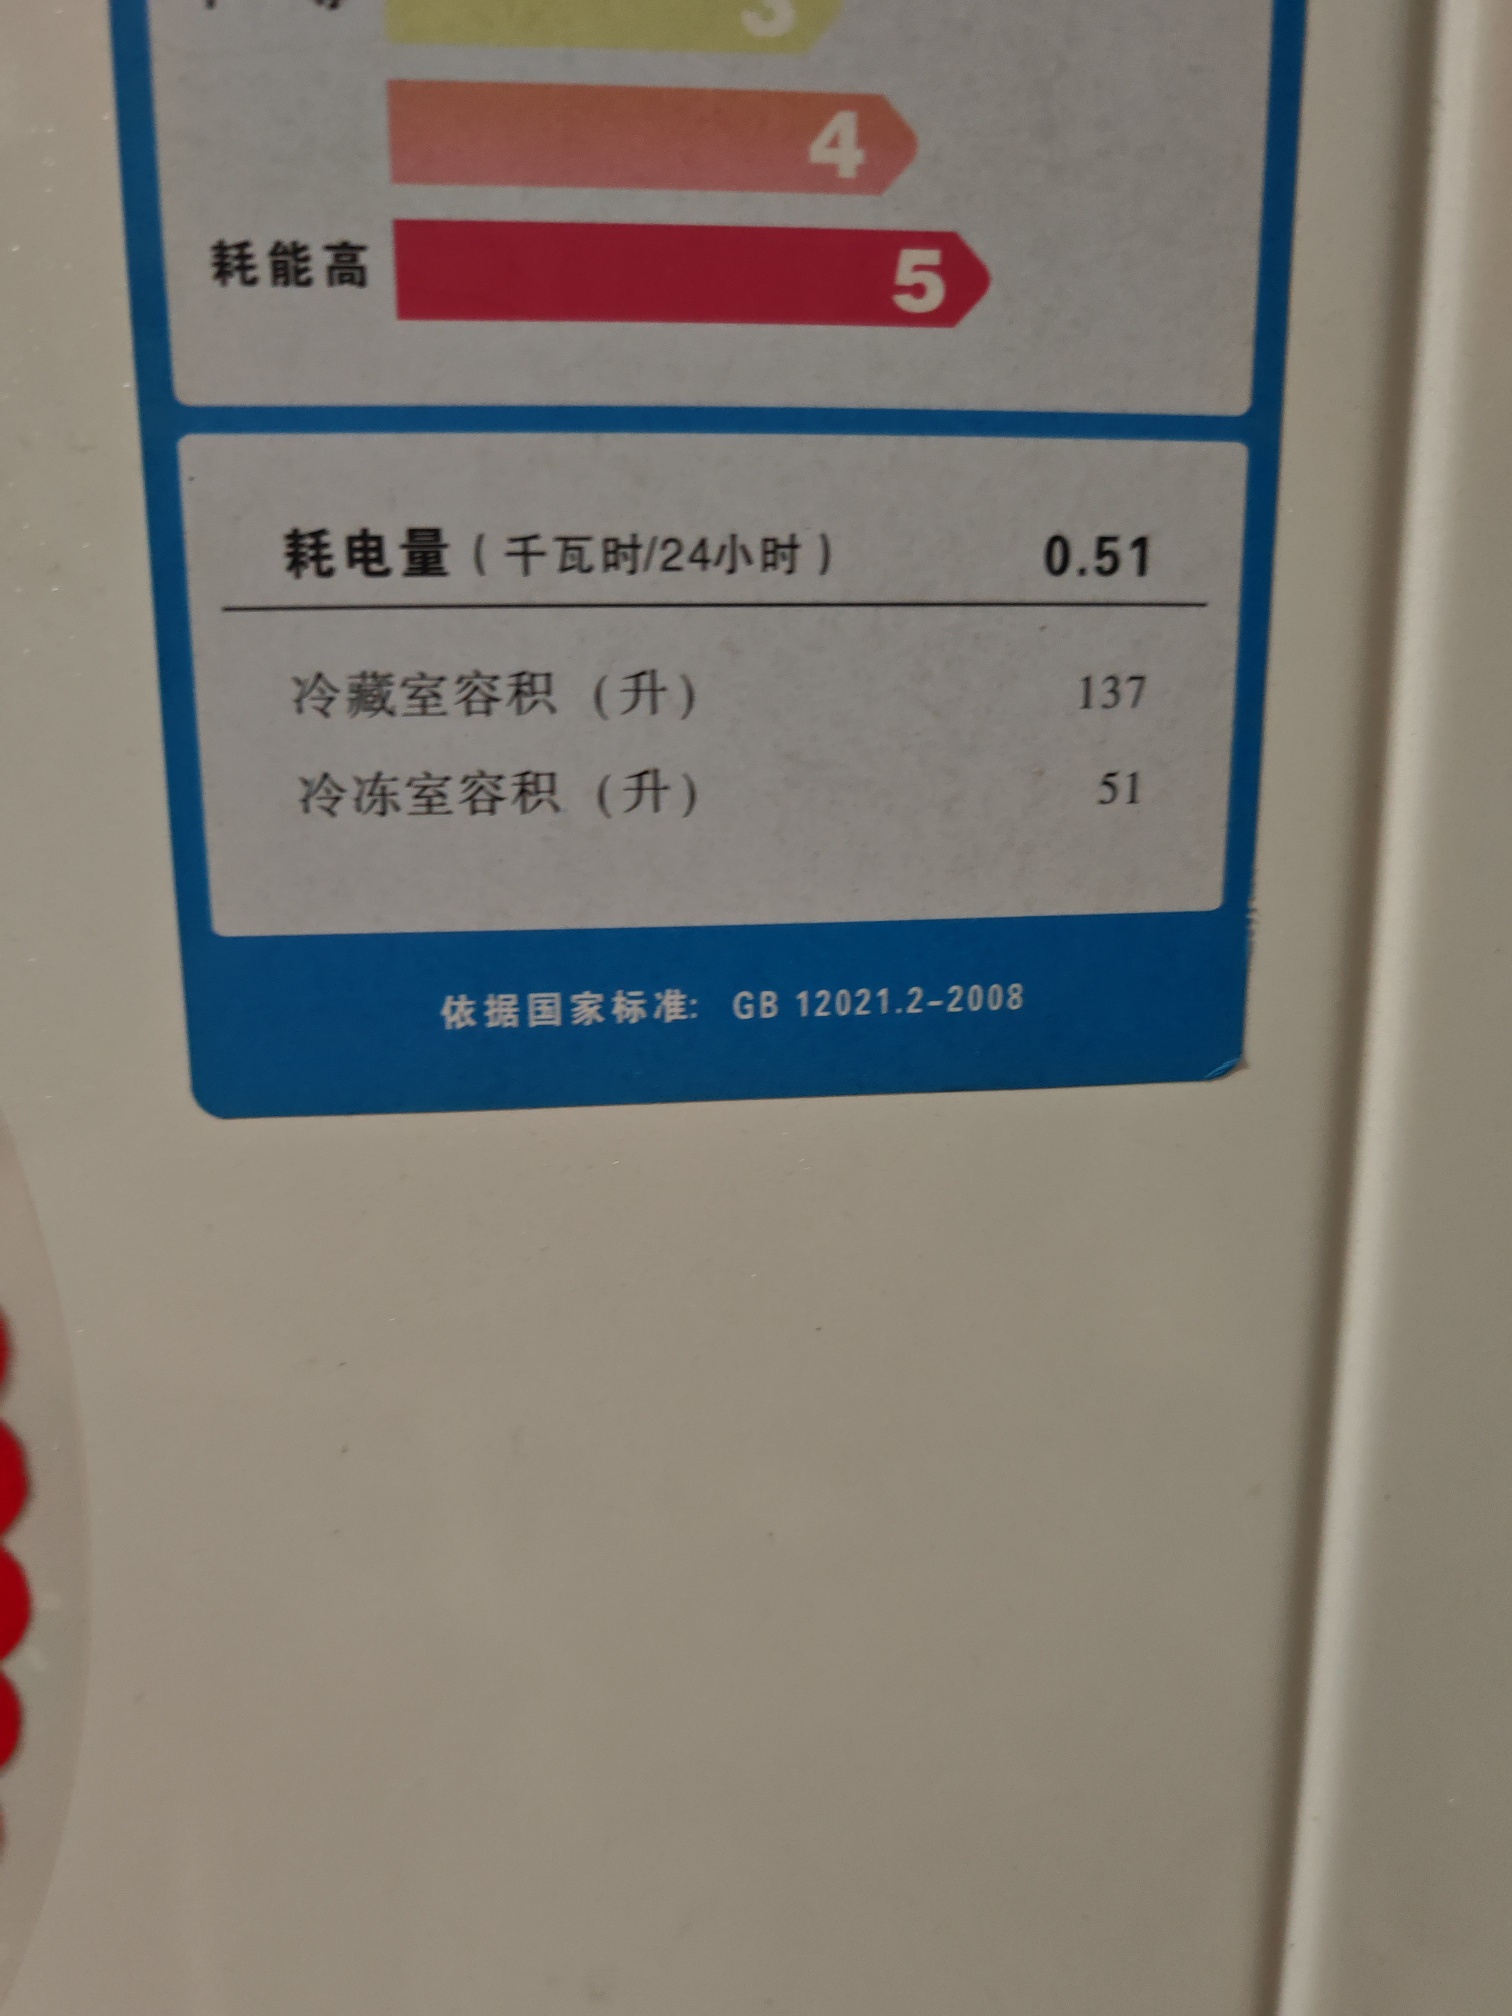 3
4
耗能高 5
耗电量（千瓦时/24小时） 0.51
冷藏室容积（升） 137
冷冻室容积（升） 51
依据国家标准: GB 12021.2-2008